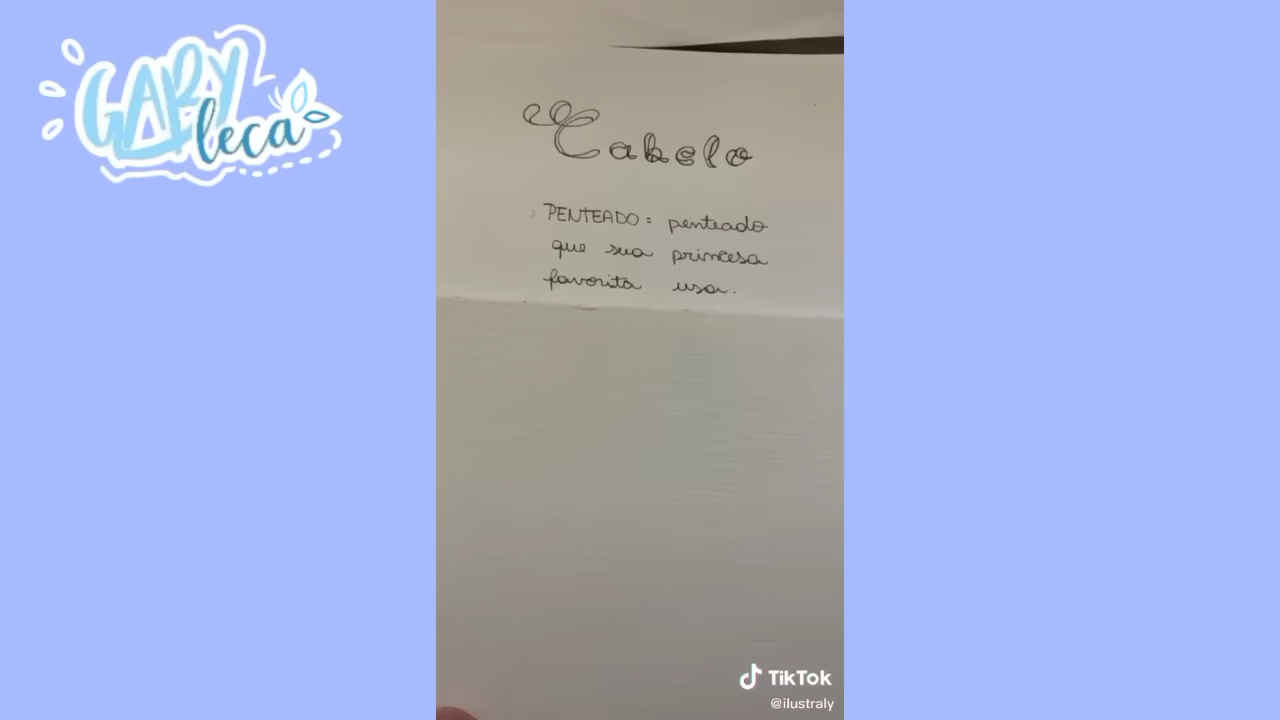 GABY
leca
Cabelo
PENTEADO: penteado
que sua princesa
favorita usa.
TikTok
@ilustraly